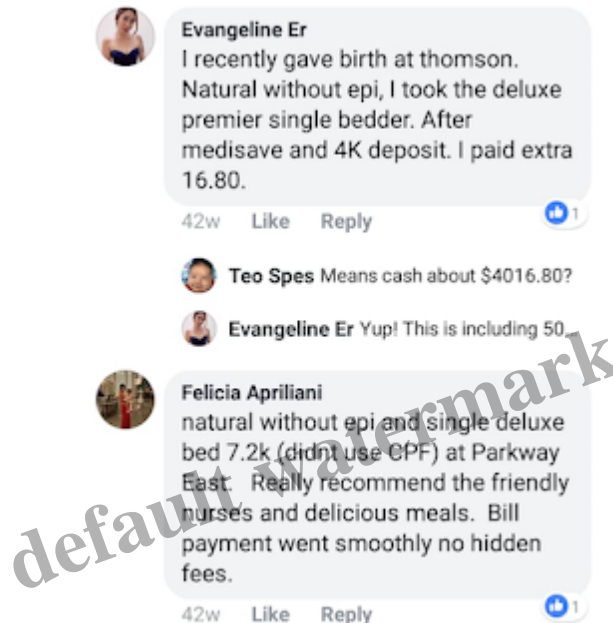 Evangeline Er
I recently gave birth at thomson.
Natural without epi, I took the deluxe
premier single bedder. After
medisave and 4K deposit. I paid extra
16.80.
42w Like Reply 1
Teo Spes Means cash about $4016.80?
Evangeline Er Yup! This is including 50...
Felicia Apriliani
natural without epi and single deluxe
bed 7.2k (didnt use CPF) at Parkway
East. Really recommend the friendly
nurses and delicious meals. Bill
payment went smoothly no hidden
fees.
42w Like Reply 1
default watermark